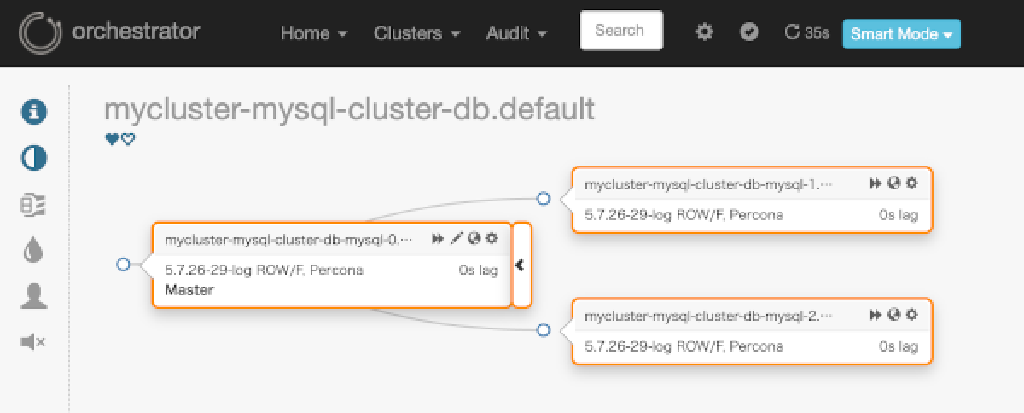 orchestrator Home Clusters Audit Search 35s Smart Mode
mycluster-mysql-cluster-db.default
mycluster-mysql-cluster-db-mysql-1.…
5.7.26-29-log ROW/F, Percona 0s lag
mycluster-mysql-cluster-db-mysql-0.…
5.7.26-29-log ROW/F, Percona 0s lag
Master
mycluster-mysql-cluster-db-mysql-2.…
5.7.26-29-log ROW/F, Percona 0s lag